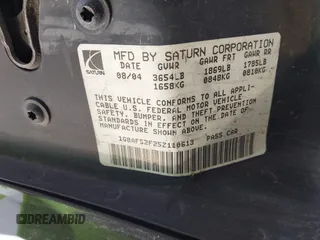 MFD BY SATURN CORPORATION
DATE GVWR GAWR FRT GAWR RR
08/04 3654LB 1869LB 1785LB
1658KG 0848KG 0810KG
SATURN
THIS VEHICLE CONFORMS TO ALL APPLI-
CABLE U.S. FEDERAL MOTOR VEHICLE
SAFETY, BUMPER, AND THEFT PREVENTION
STANDARDS IN EFFECT ON THE DATE OF
MANUFACTURE SHOWN ABOVE.
1G8AF52F25Z110613 PASS CAR
DREAMBID